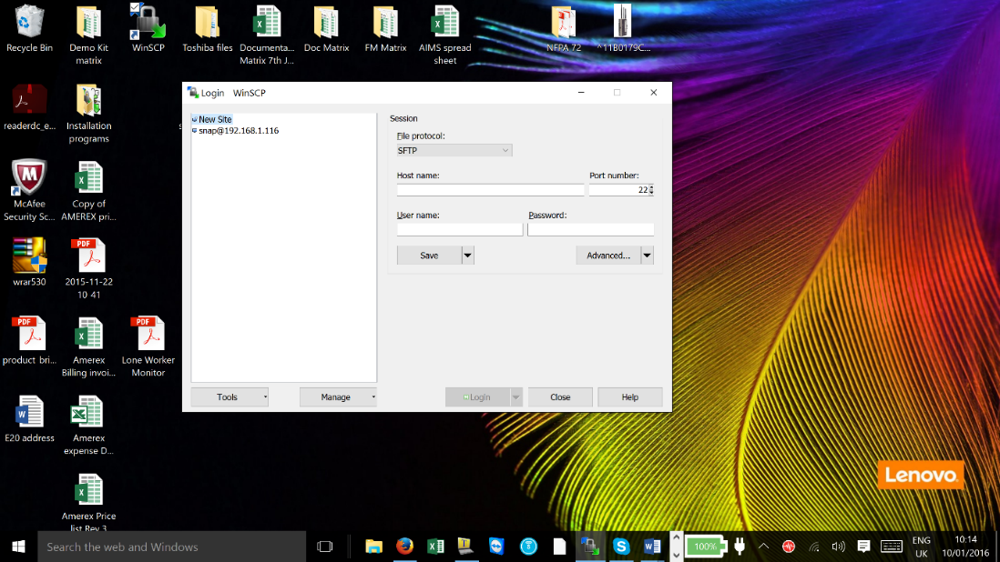 Recycle Bin
Demo Kit
matrix
WinSCP
Toshiba files
Documenta...
Matrix 7th J...
Doc Matrix
FM Matrix
AIMS spread
sheet
NFPA 72
^11B0179C...
readerdc_e...
Installation
programs
s
McAfee
Security Sc...
Copy of
AMEREX pri...
wrar530
PDF
2015-11-22
10 41
PDF
product_bri...
Amerex
Billing invoi...
PDF
Lone Worker
Monitor
E20 address
Amerex
expense D...
Amerex Price
list Rev 3
Login
WinSCP
New Site
snap@192.168.1.116
Session
File protocol:
SFTP
Host name:
Port number:
22
User name:
Password:
Save
Advanced...
Tools
Manage
Login
Close
Help
Lenovo
Search the web and Windows
100%
ENG
UK
10:14
10/01/2016